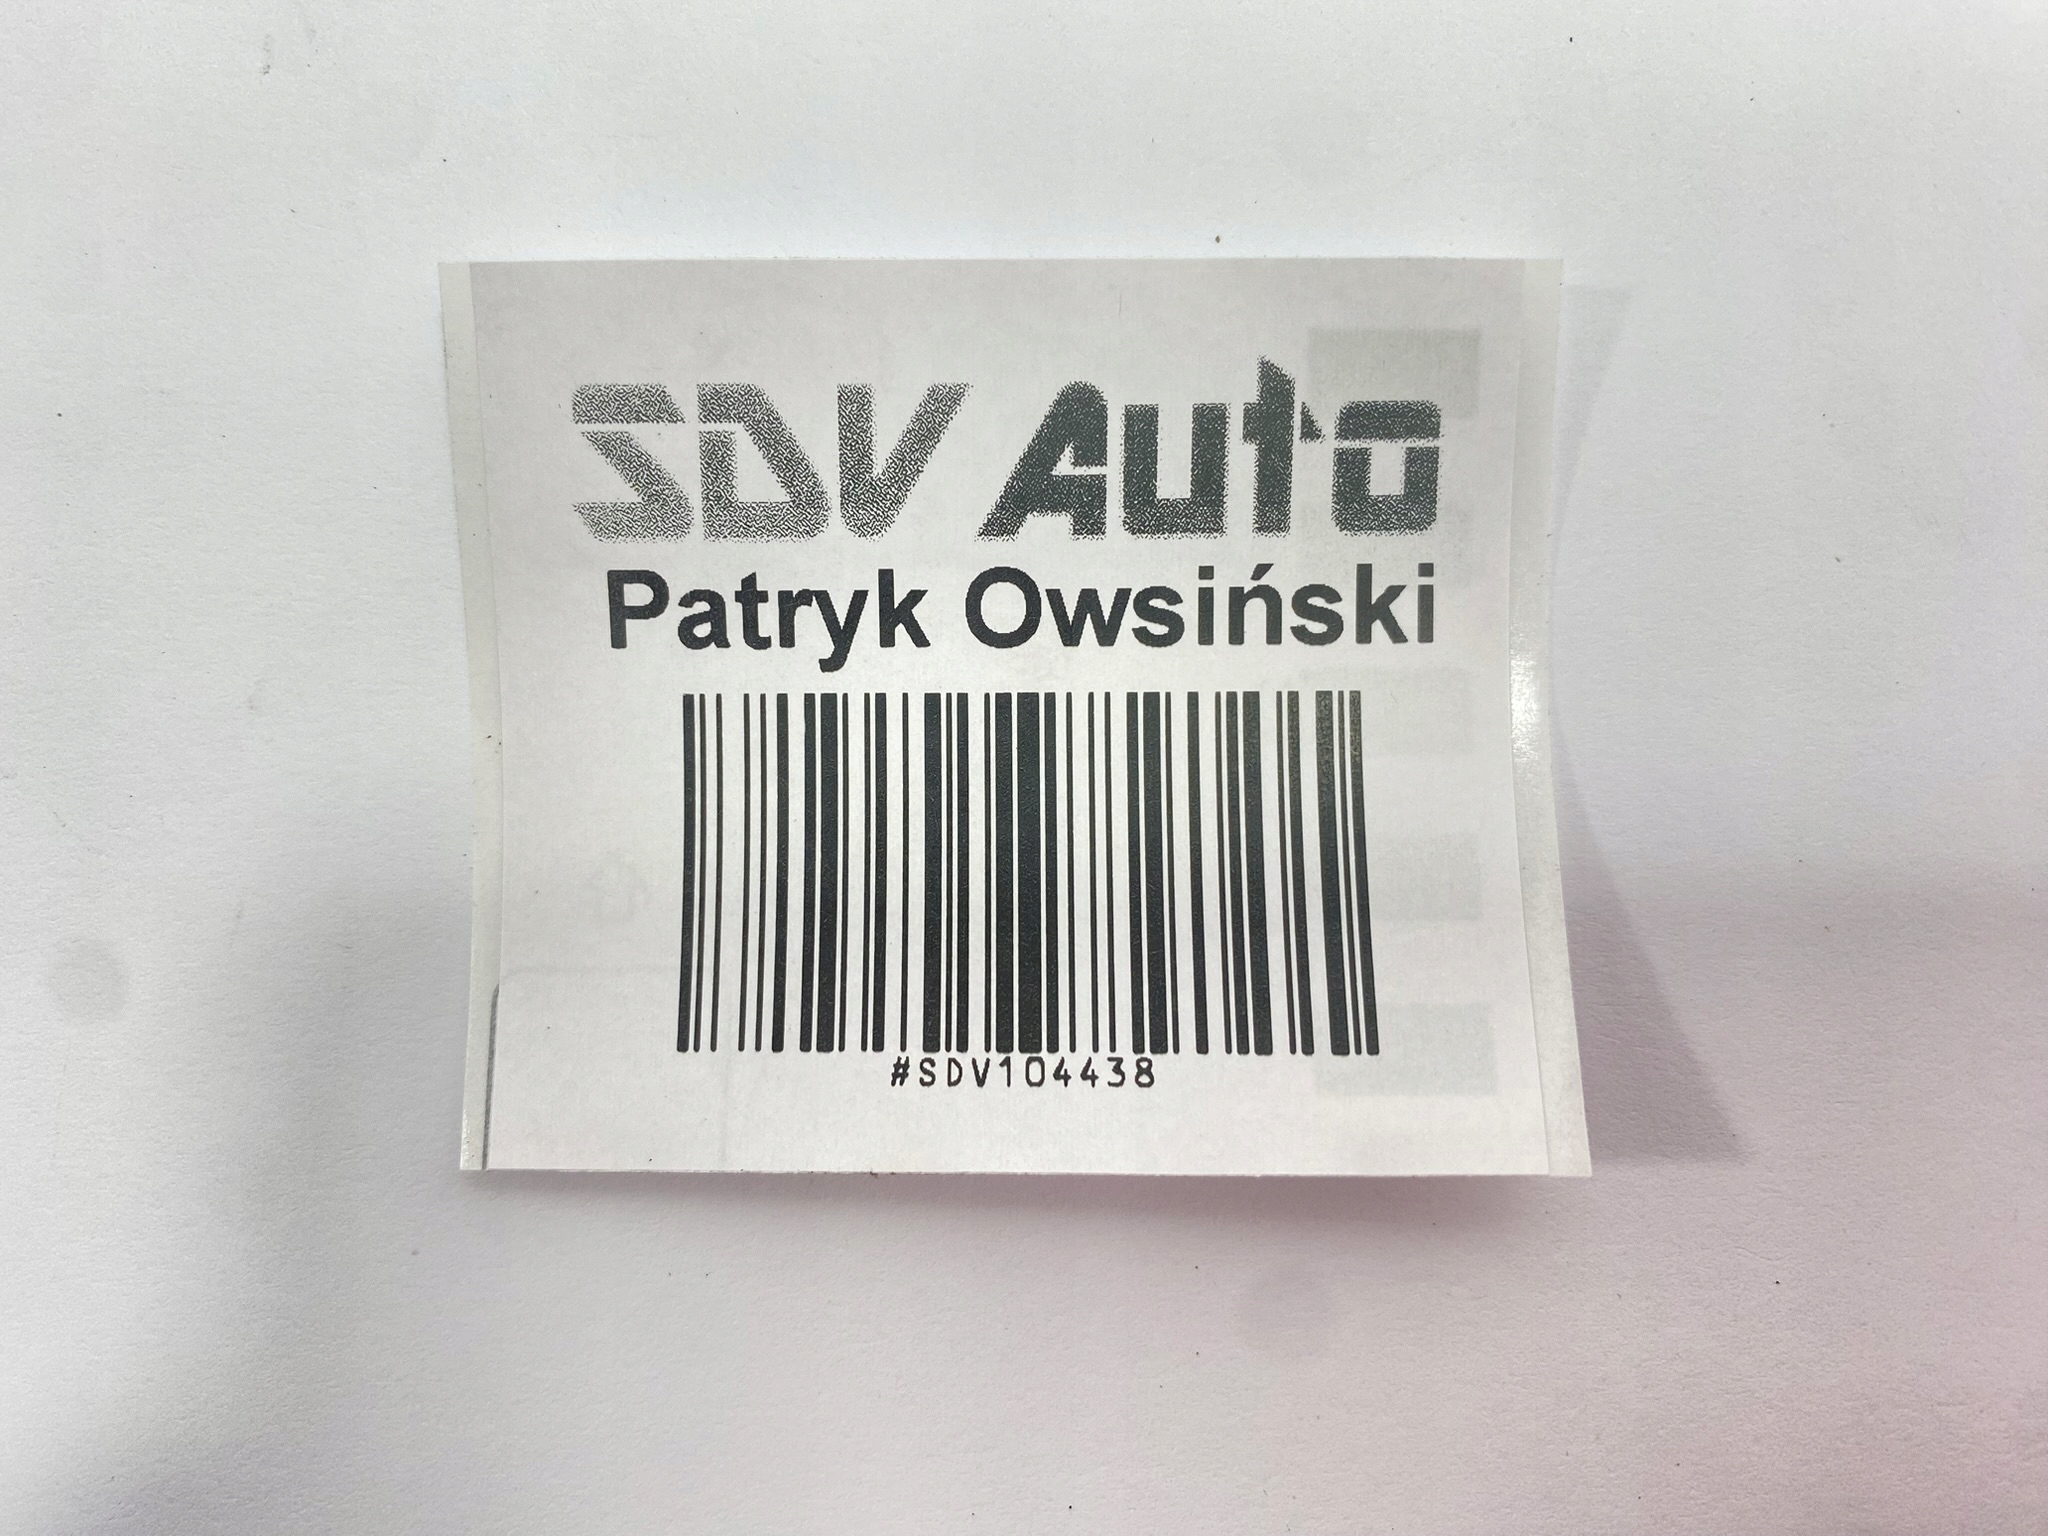 SDV Auto
Patryk Owsiński
#SDV104438